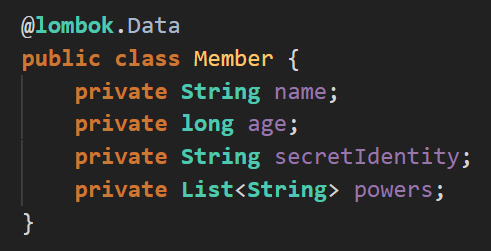 @lombok.Data
public class Member {
    private String name;
    private long age;
    private String secretIdentity;
    private List<String> powers;
}